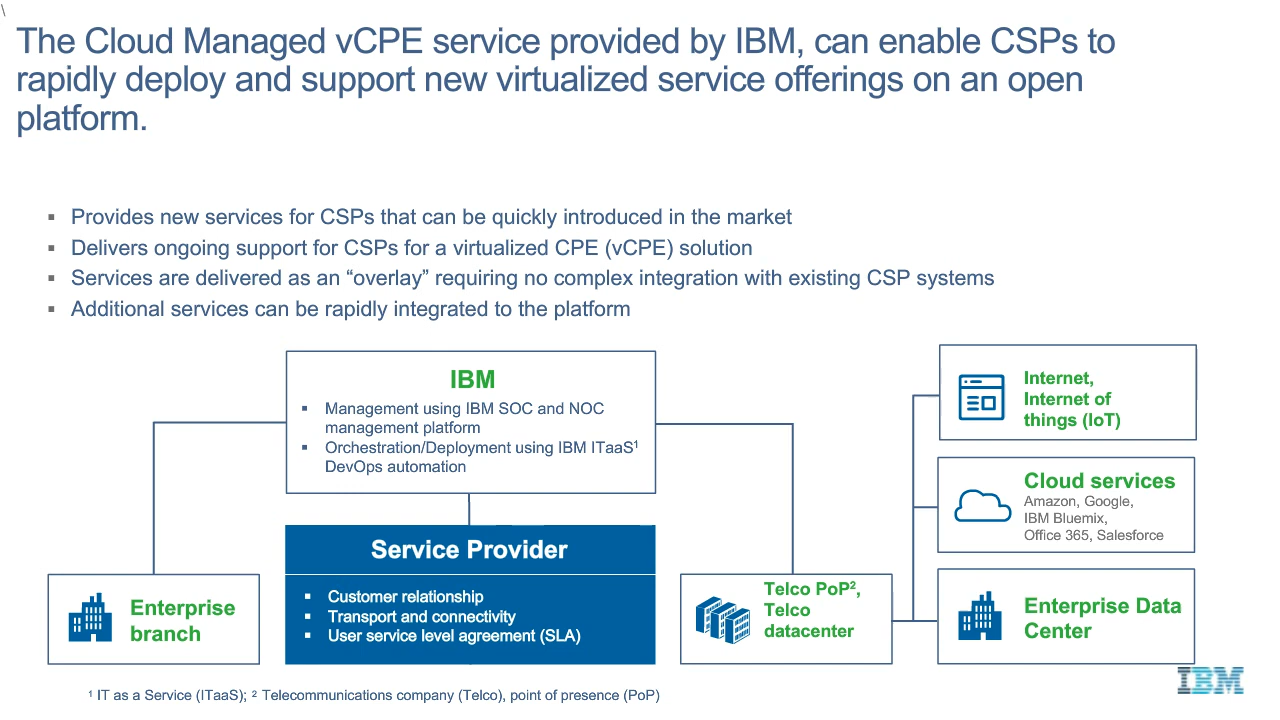 \
The Cloud Managed vCPE service provided by IBM, can enable CSPs to
rapidly deploy and support new virtualized service offerings on an open
platform.
▪ Provides new services for CSPs that can be quickly introduced in the market
▪ Delivers ongoing support for CSPs for a virtualized CPE (vCPE) solution
▪ Services are delivered as an “overlay” requiring no complex integration with existing CSP systems
▪ Additional services can be rapidly integrated to the platform
IBM
▪ Management using IBM SOC and NOC
management platform
▪ Orchestration/Deployment using IBM ITaaS¹
DevOps automation
Service Provider
▪ Customer relationship
▪ Transport and connectivity
▪ User service level agreement (SLA)
Enterprise
branch
Telco PoP²,
Telco
datacenter
Internet,
Internet of
things (IoT)
Cloud services
Amazon, Google,
IBM Bluemix,
Office 365, Salesforce
Enterprise Data
Center
¹ IT as a Service (ITaaS); ² Telecommunications company (Telco), point of presence (PoP)
IBM